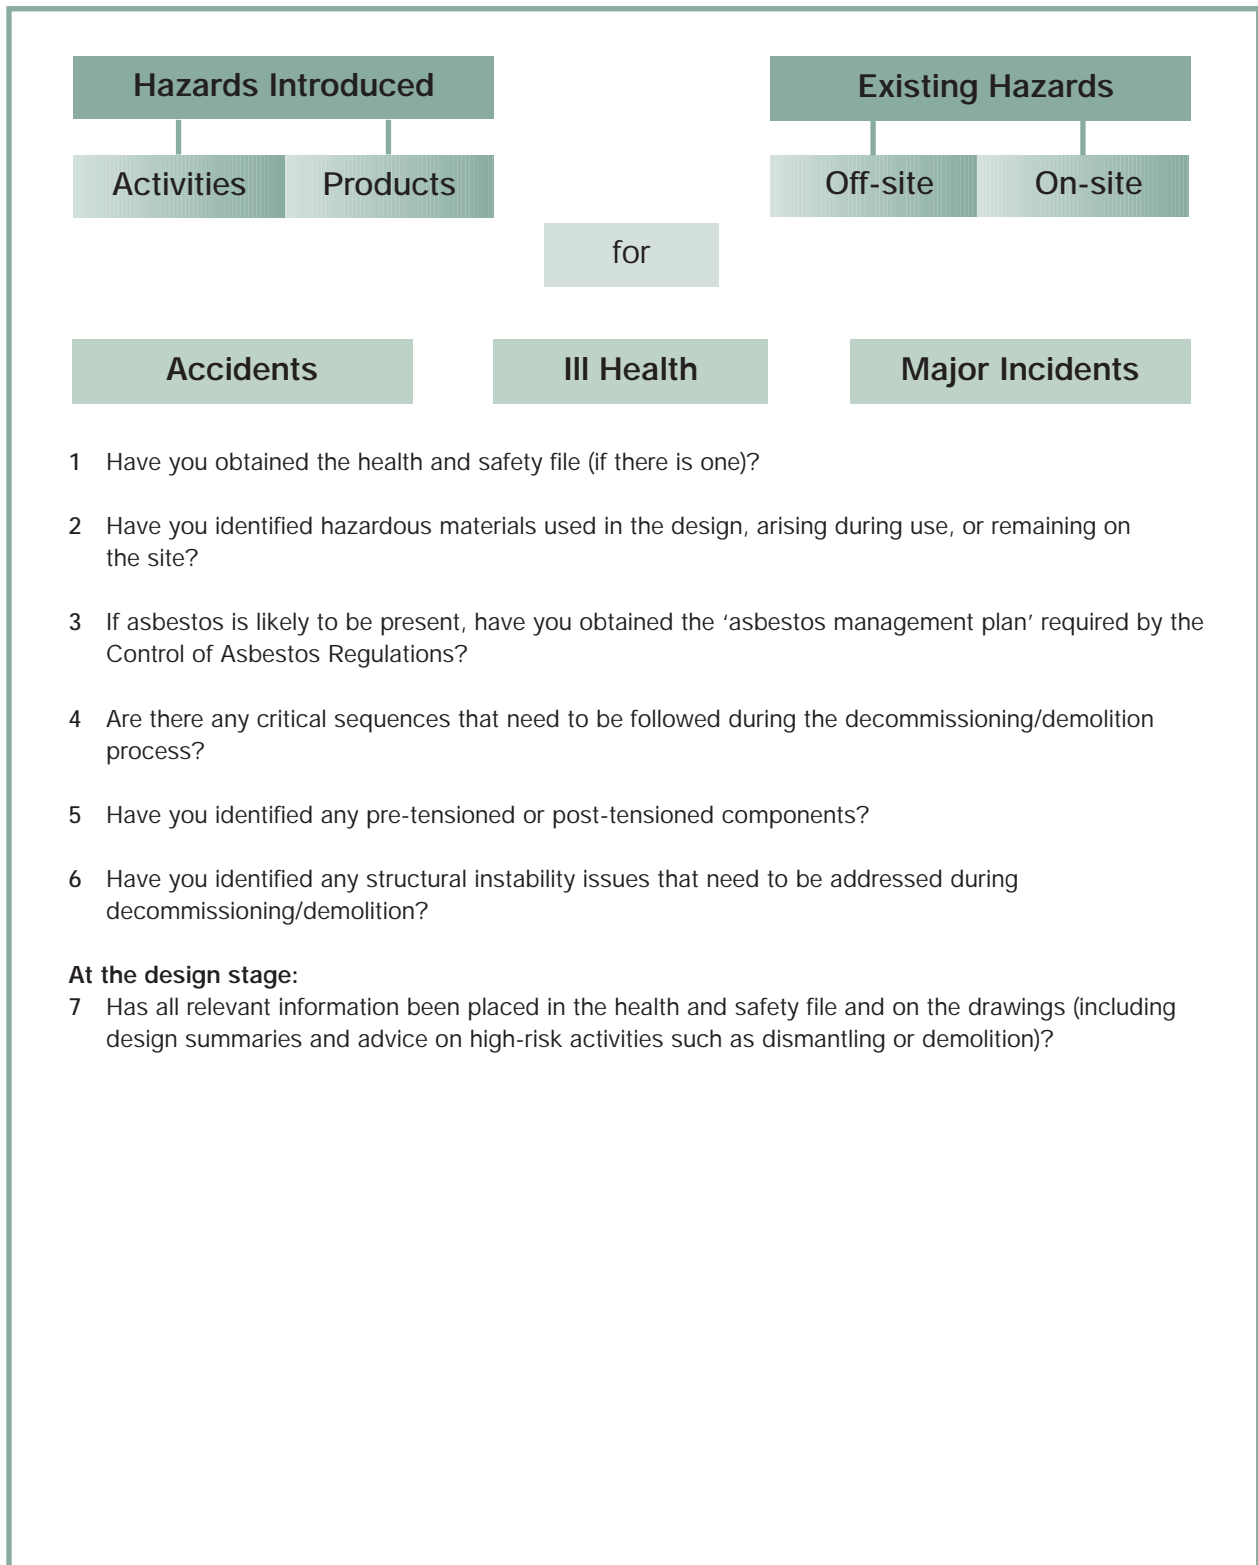 Hazards Introduced
Existing Hazards
Activities
Products
Off-site
On-site
for
Accidents
Ill Health
Major Incidents
1 Have you obtained the health and safety file (if there is one)?
2 Have you identified hazardous materials used in the design, arising during use, or remaining on
the site?
3 If asbestos is likely to be present, have you obtained the ‘asbestos management plan’ required by the
Control of Asbestos Regulations?
4 Are there any critical sequences that need to be followed during the decommissioning/demolition
process?
5 Have you identified any pre-tensioned or post-tensioned components?
6 Have you identified any structural instability issues that need to be addressed during
decommissioning/demolition?
At the design stage:
7 Has all relevant information been placed in the health and safety file and on the drawings (including
design summaries and advice on high-risk activities such as dismantling or demolition)?